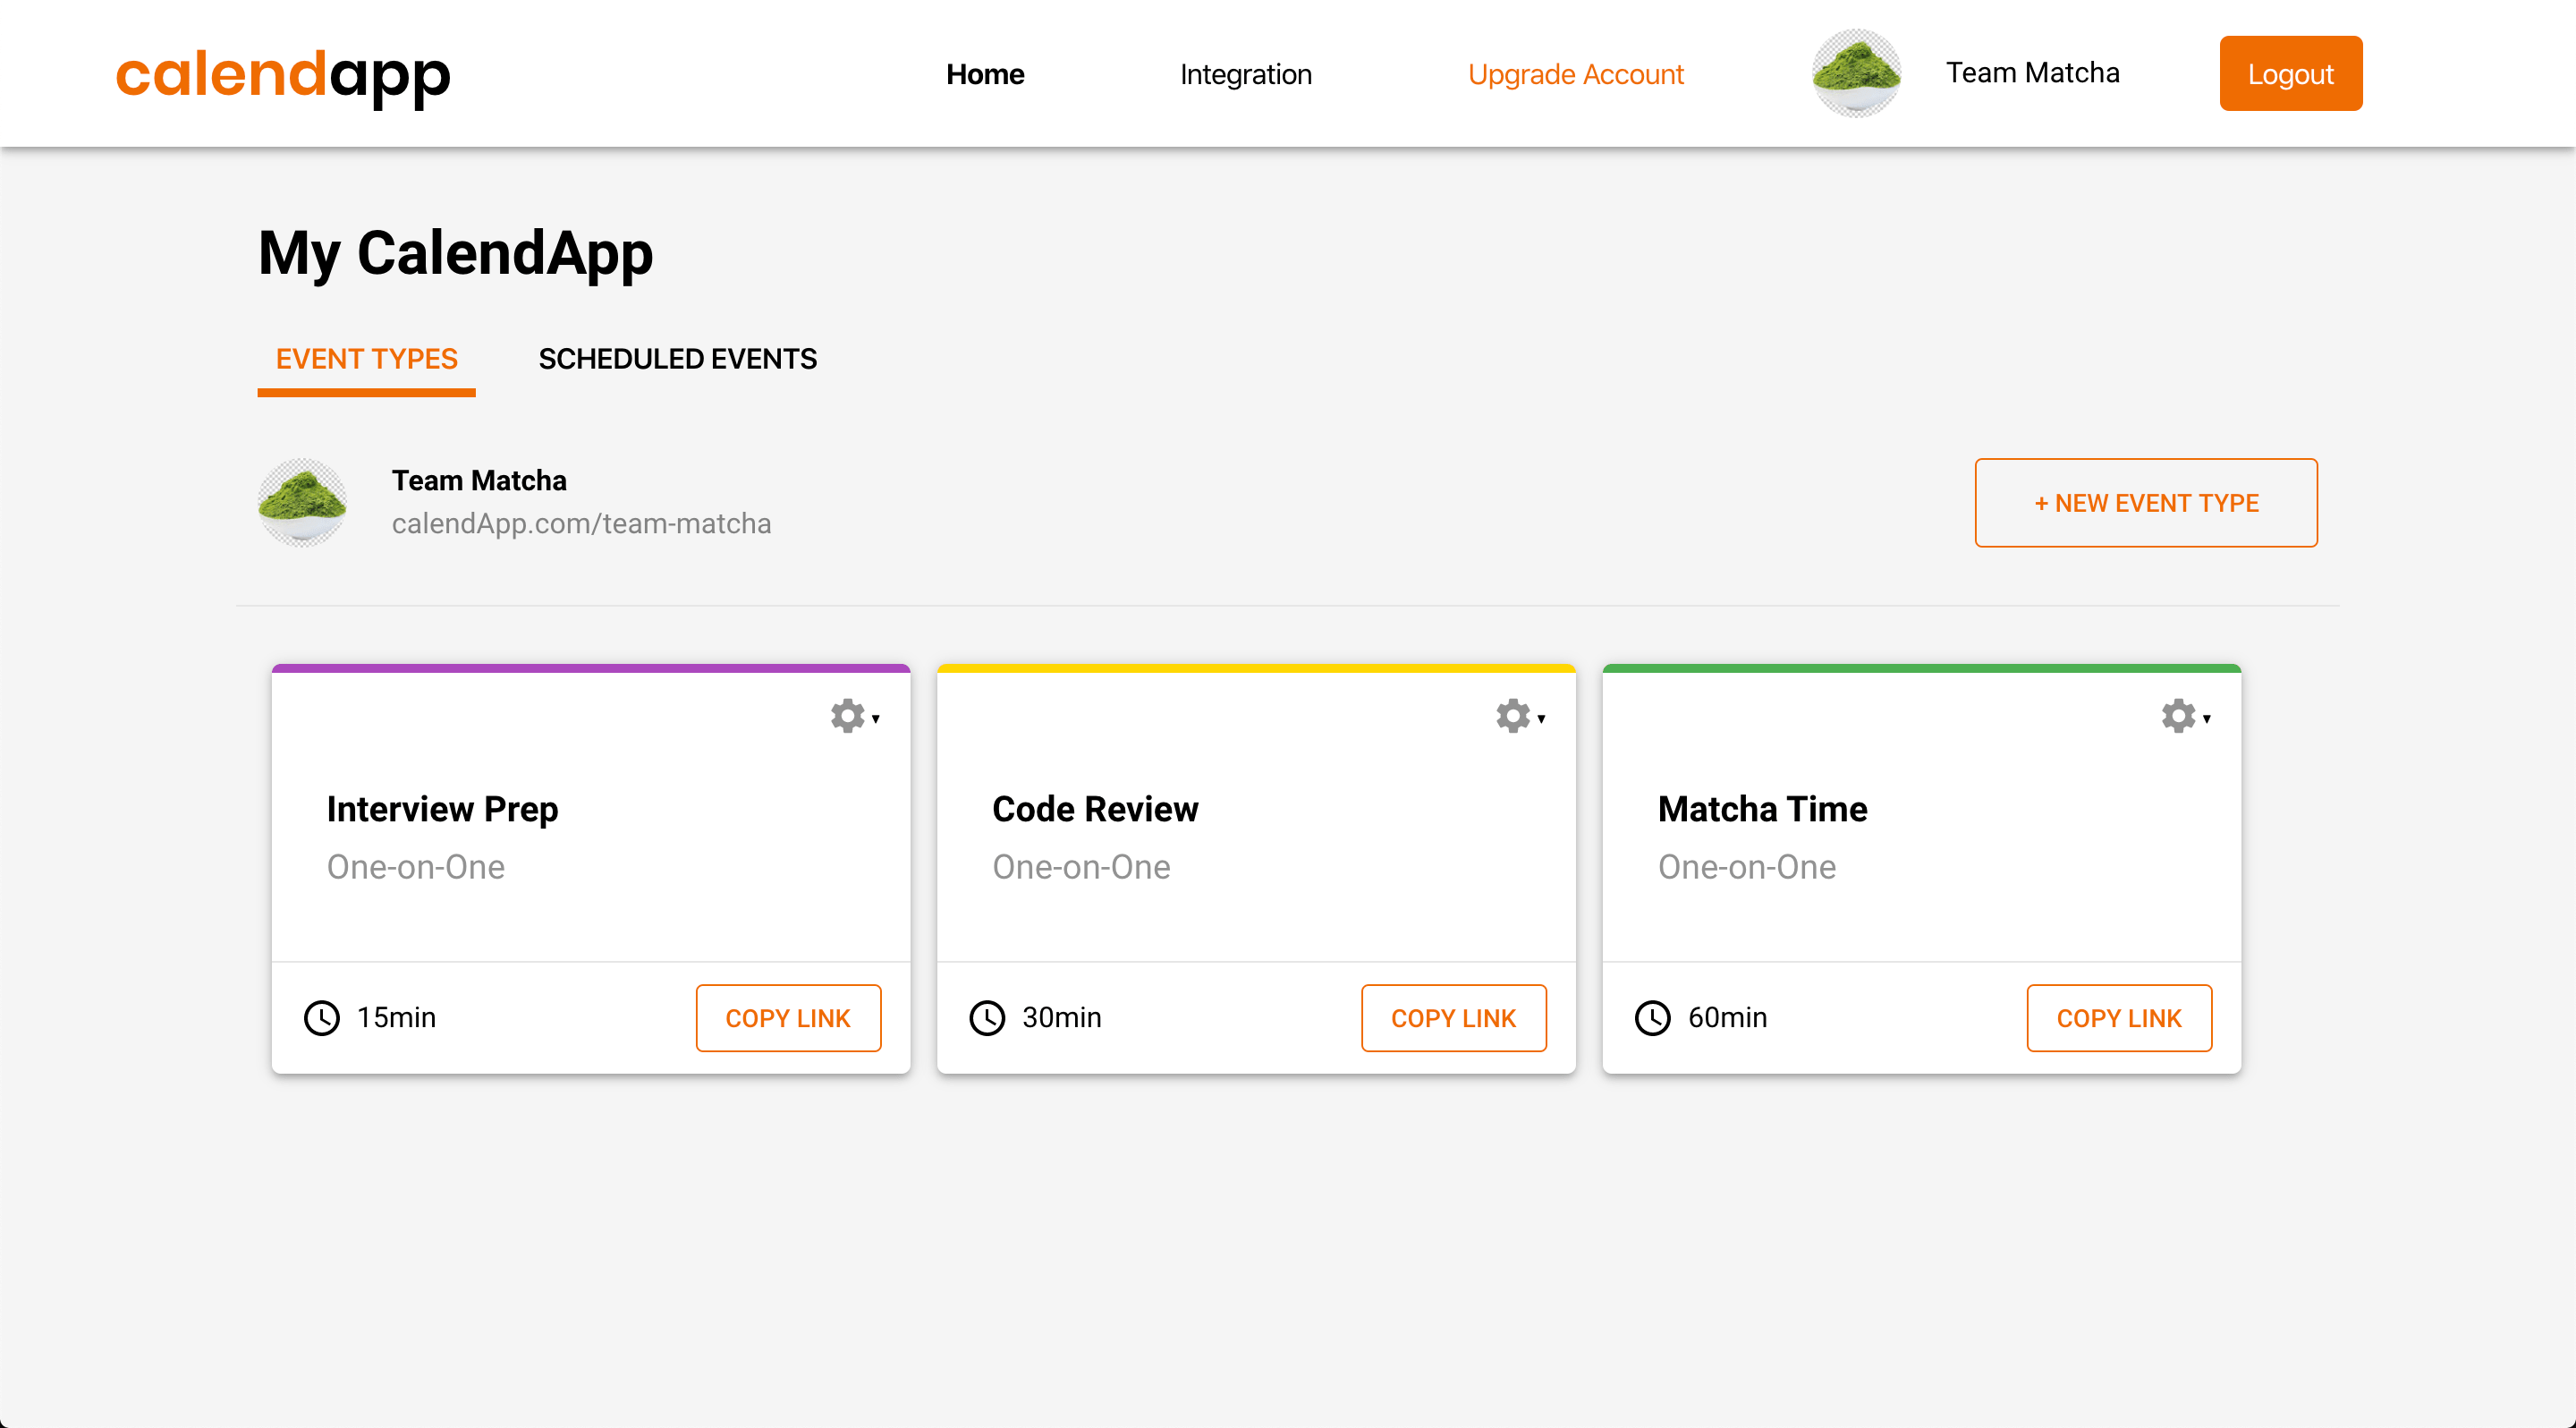 calendapp
Home Integration Upgrade Account Team Matcha Logout
My CalendApp
EVENT TYPES SCHEDULED EVENTS
Team Matcha
calendApp.com/team-matcha
+ NEW EVENT TYPE
Interview Prep
One-on-One
15min COPY LINK
Code Review
One-on-One
30min COPY LINK
Matcha Time
One-on-One
60min COPY LINK